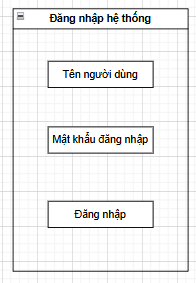 Đăng nhập hệ thống
Tên người dùng
Mật khẩu đăng nhập
Đăng nhập